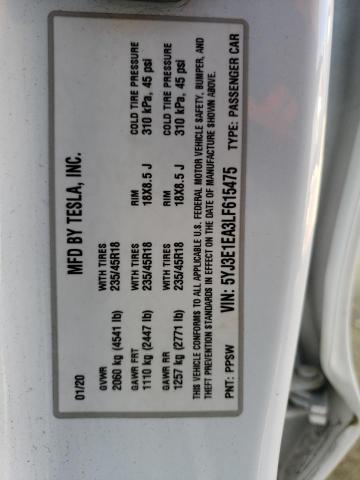 MFD BY TESLA, INC.
01/20
GVWR
2060 kg (4541 lb)
WITH TIRES
235/45R18
RIM
18X8.5 J
COLD TIRE PRESSURE
310 kPa, 45 psi
GAWR FRT
1110 kg (2447 lb)
WITH TIRES
235/45R18
RIM
18X8.5 J
COLD TIRE PRESSURE
310 kPa, 45 psi
GAWR RR
1257 kg (2771 lb)
WITH TIRES
235/45R18
THIS VEHICLE CONFORMS TO ALL APPLICABLE U.S. FEDERAL MOTOR VEHICLE SAFETY, BUMPER, AND
THEFT PREVENTION STANDARDS IN EFFECT ON THE DATE OF MANUFACTURE SHOWN ABOVE.
VIN: 5YJ3E1EA3LF615475
PNT: PPSW
TYPE: PASSENGER CAR